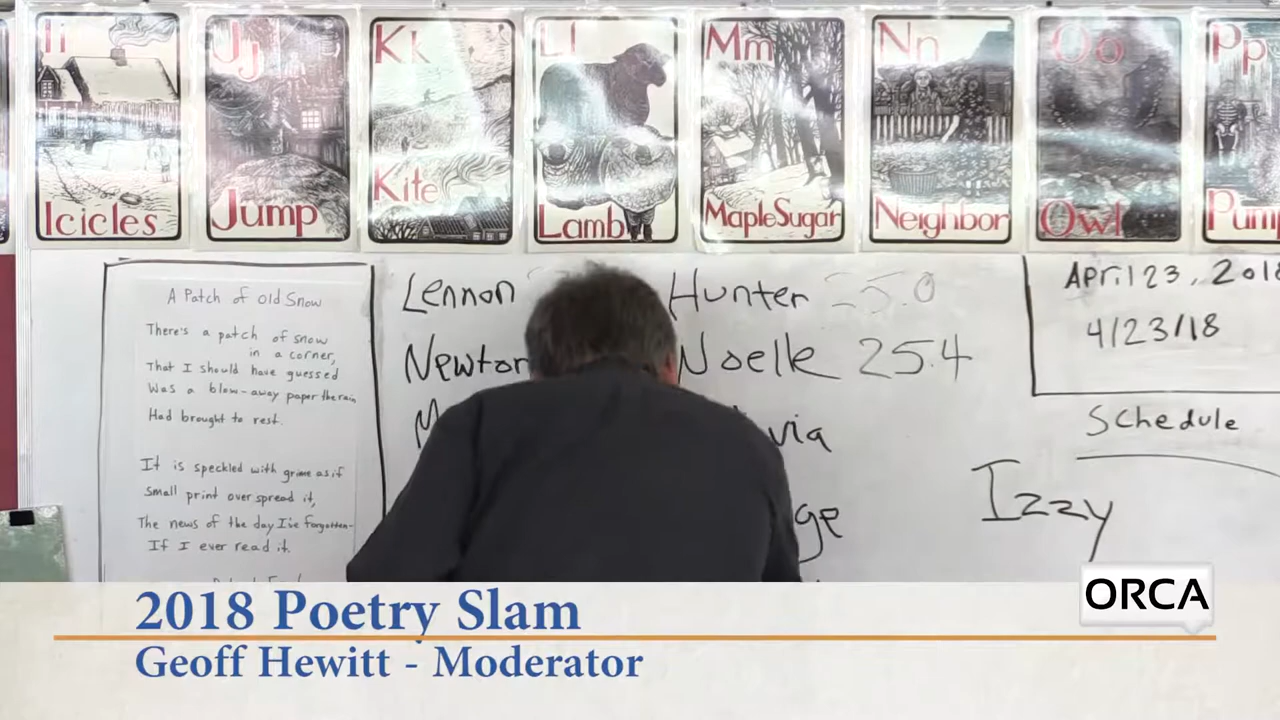 Ii
Jj
Kk
Ll
Mm
Nn
Oo
Pp
Icicles
Jump
Kite
Lamb
MapleSugar
Neighbor
Owl
A Patch of Old Snow
There's a patch of snow
in a corner,
That I should have guessed
Was a blow-away paper the rain
Had brought to rest.
It is speckled with grime as if
Small print overspread it,
The news of the day I've forgotten-
If I ever read it.
Lennon
Hunter 25.0
Newton
Noelle 25.4
via
ge
April 23, 2018
4/23/18
Schedule
Izzy
2018 Poetry Slam
Geoff Hewitt - Moderator
ORCA